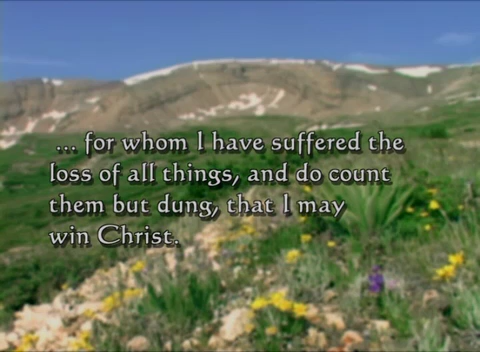 ... for whom I have suffered the
loss of all things, and do count
them but dung, that I may
win Christ.